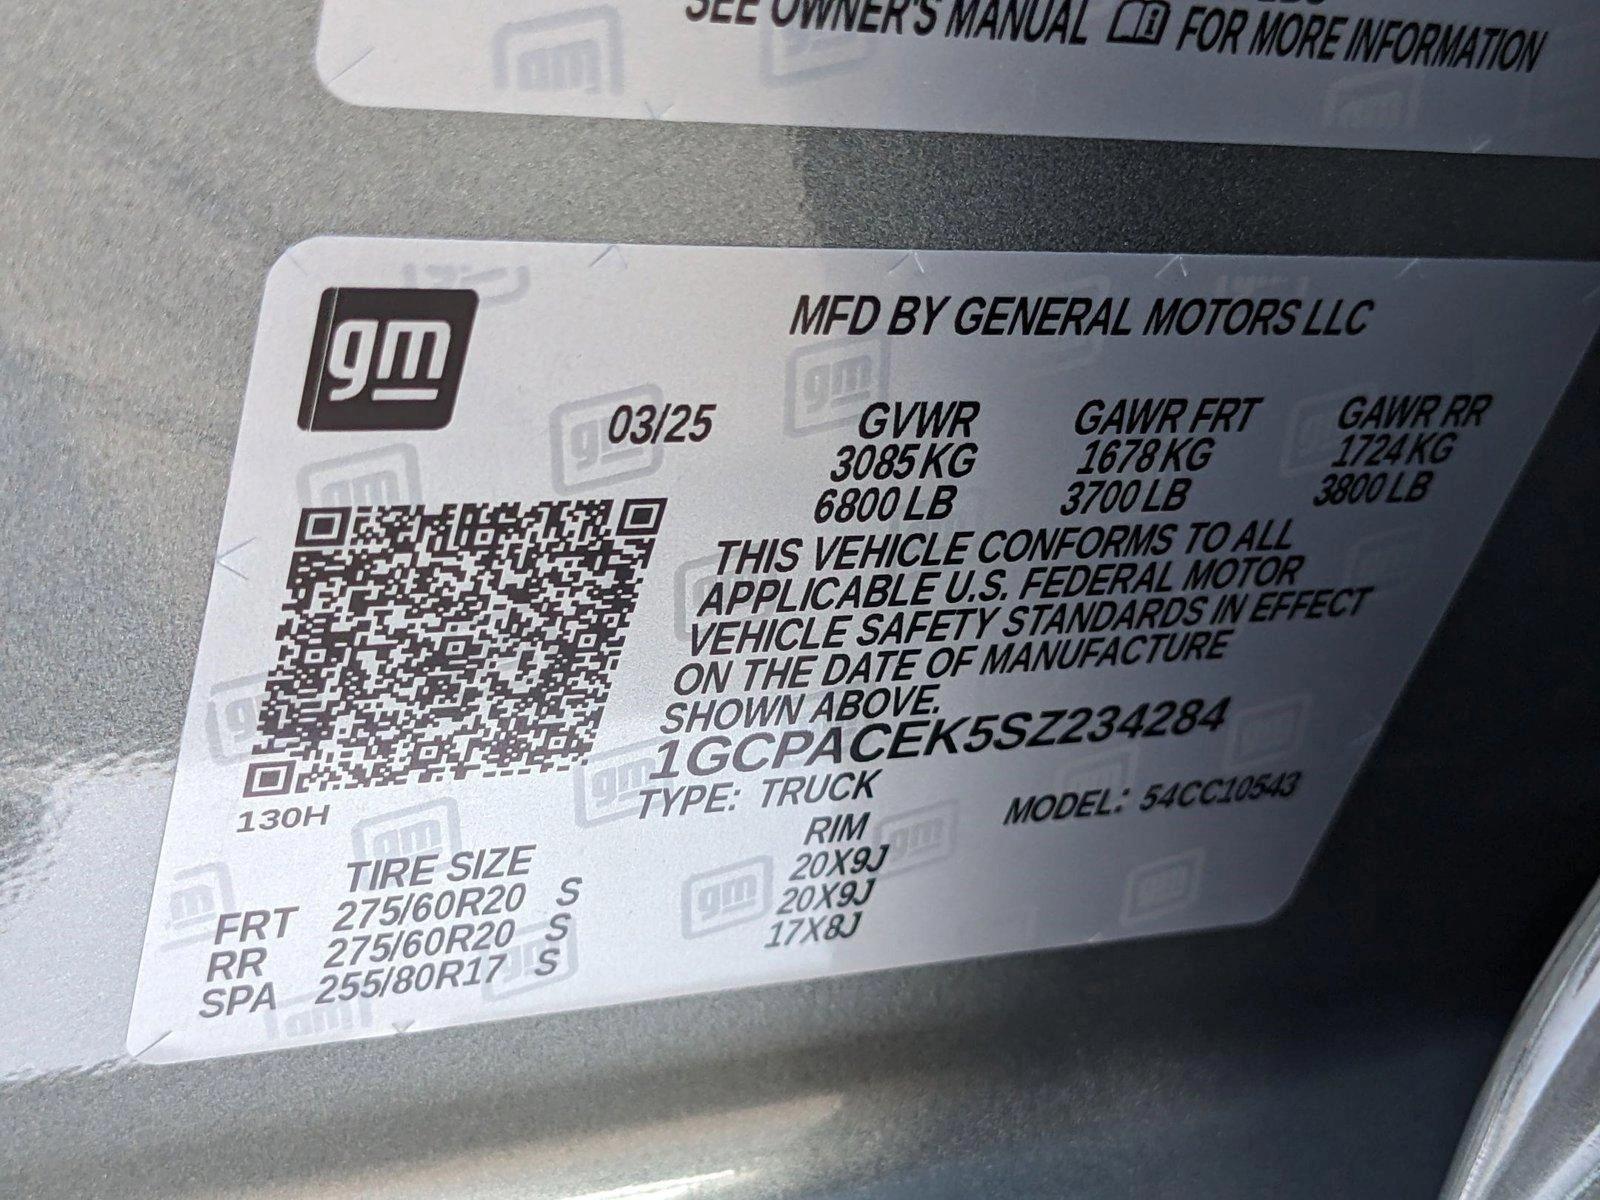 SEE OWNER'S MANUAL FOR MORE INFORMATION
gm
MFD BY GENERAL MOTORS LLC
03/25 GVWR GAWR FRT GAWR RR
3085 KG 1678 KG 1724 KG
6800 LB 3700 LB 3800 LB
THIS VEHICLE CONFORMS TO ALL
APPLICABLE U.S. FEDERAL MOTOR
VEHICLE SAFETY STANDARDS IN EFFECT
ON THE DATE OF MANUFACTURE
SHOWN ABOVE.
1GCPACEK5SZ234284
TYPE: TRUCK MODEL: 54CC10543
130H
TIRE SIZE RIM
FRT 275/60R20 S 20X9J
RR 275/60R20 S 20X9J
SPA 255/80R17 S 17X8J